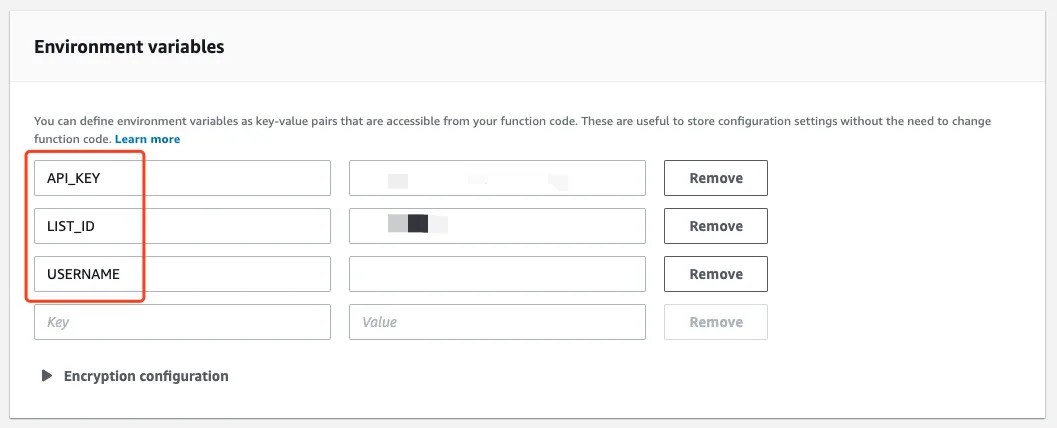 Environment variables
You can define environment variables as key-value pairs that are accessible from your function code. These are useful to store configuration settings without the need to change
function code. Learn more
API_KEY Remove
LIST_ID Remove
USERNAME Remove
Key Value Remove
Encryption configuration